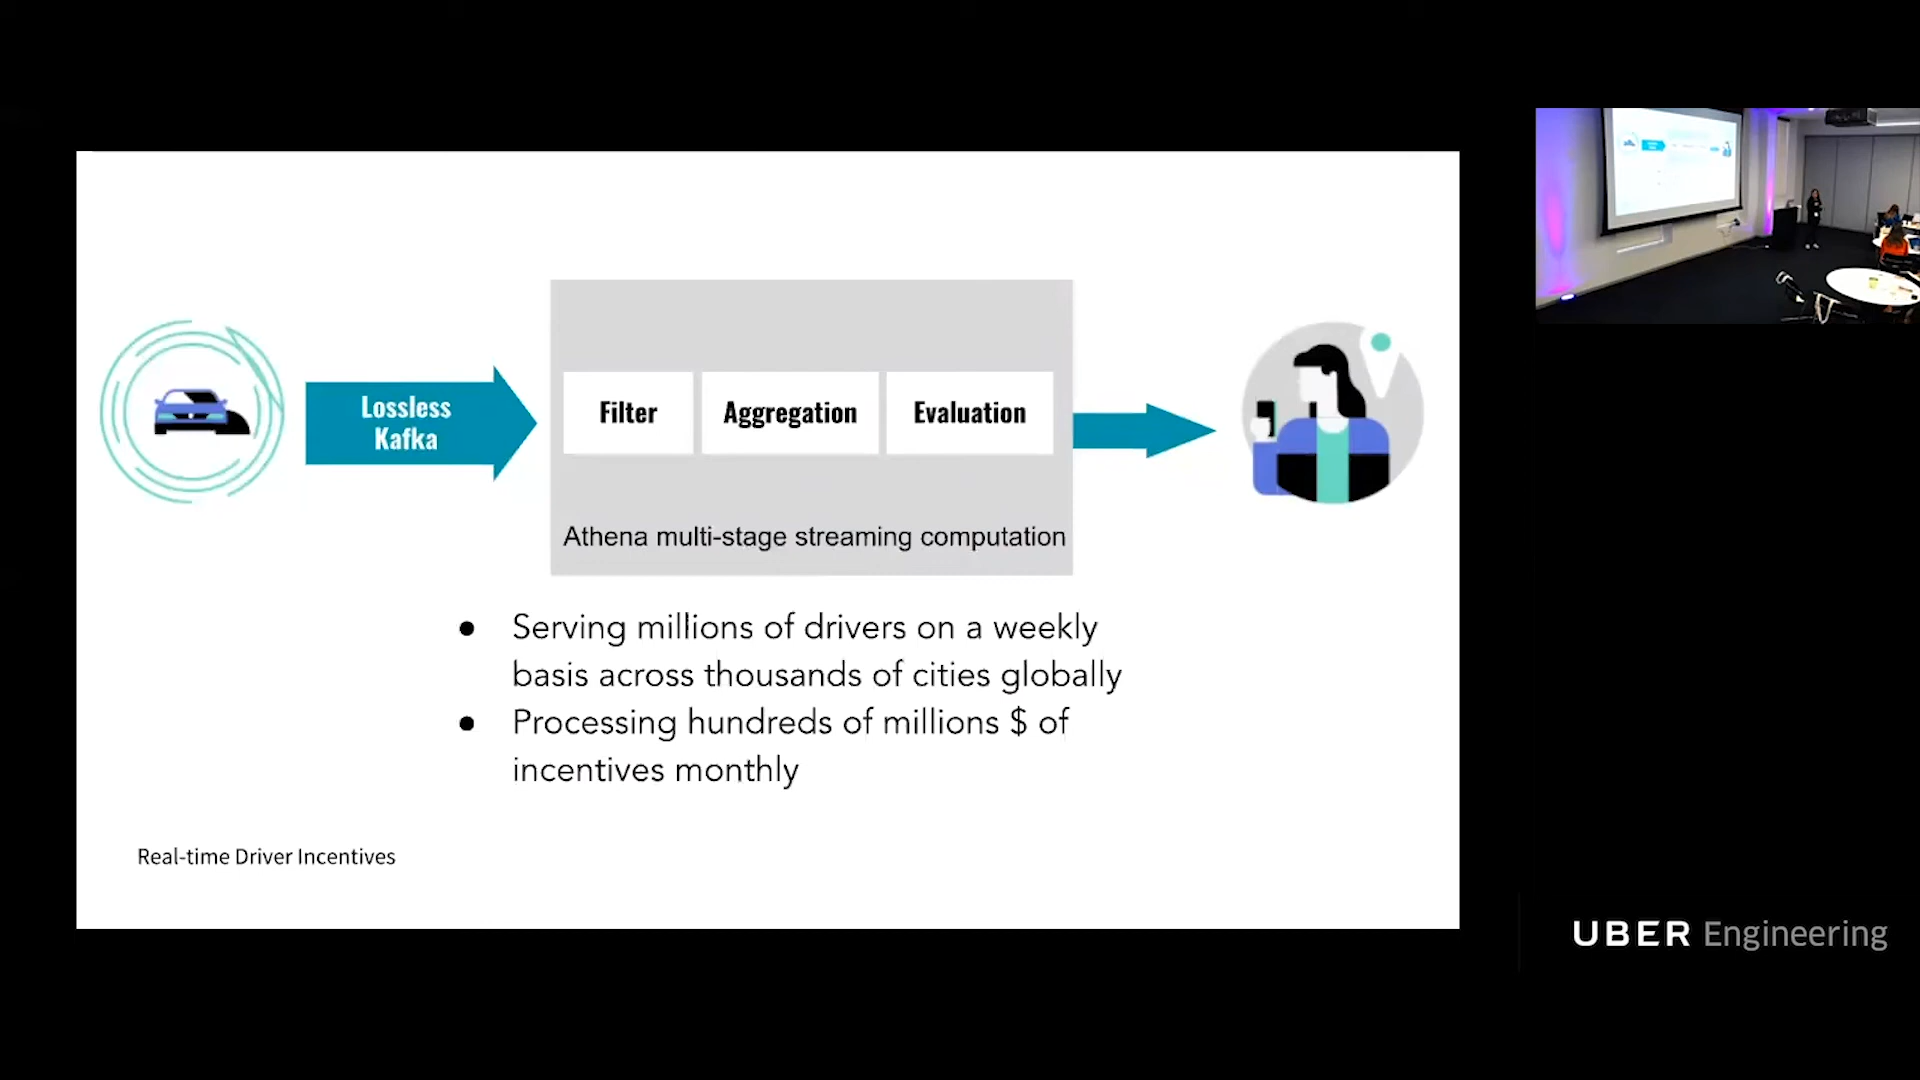 Lossless
Kafka
Filter
Aggregation
Evaluation
Athena multi-stage streaming computation
● Serving millions of drivers on a weekly
basis across thousands of cities globally
● Processing hundreds of millions $ of
incentives monthly
Real-time Driver Incentives
UBER Engineering